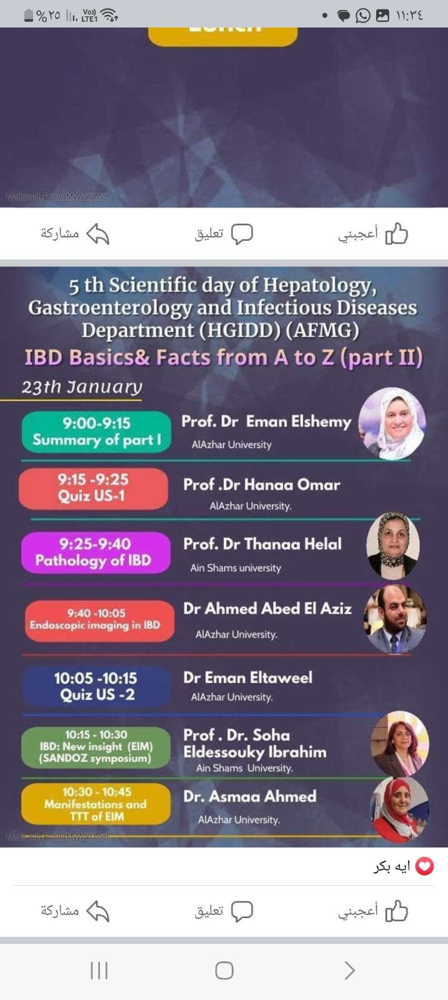 %٢٥
Vo))
LTE1
١١:٣٤
Lunch
Made with PosterMyWall.com
أعجبني
تعليق
مشاركة
5 th Scientific day of Hepatology,
Gastroenterology and Infectious Diseases
Department (HGIDD) (AFMG)
IBD Basics& Facts from A to Z (part II)
23th January
9:00-9:15
Summary of part I
Prof. Dr Eman Elshemy
AlAzhar University
9:15 -9:25
Quiz US-1
Prof .Dr Hanaa Omar
AlAzhar University.
9:25-9:40
Pathology of IBD
Prof. Dr Thanaa Helal
Ain Shams university
9:40 -10:05
Endoscopic imaging in IBD
Dr Ahmed Abed El Aziz
AlAzhar University.
10:05 -10:15
Quiz US -2
Dr Eman Eltaweel
AlAzhar University.
10:15 - 10:30
IBD: New insight (EIM)
(SANDOZ symposium)
Prof . Dr. Soha
Eldessouky Ibrahim
Ain Shams University.
10:30 - 10:45
Manifestations and
TTT of EIM
Dr. Asmaa Ahmed
AlAzhar University.
Made with PosterMyWall.com
ايه بكر
أعجبني
تعليق
مشاركة